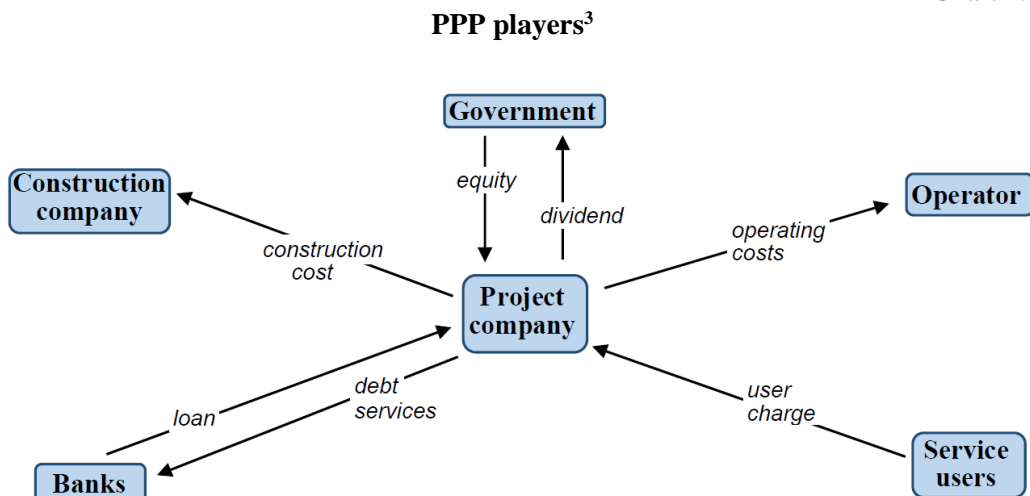 PPP players³
Government
Construction
company
equity
dividend
Operator
operating
costs
construction
cost
Project
company
loan
debt
services
user
charge
Service
users
Banks